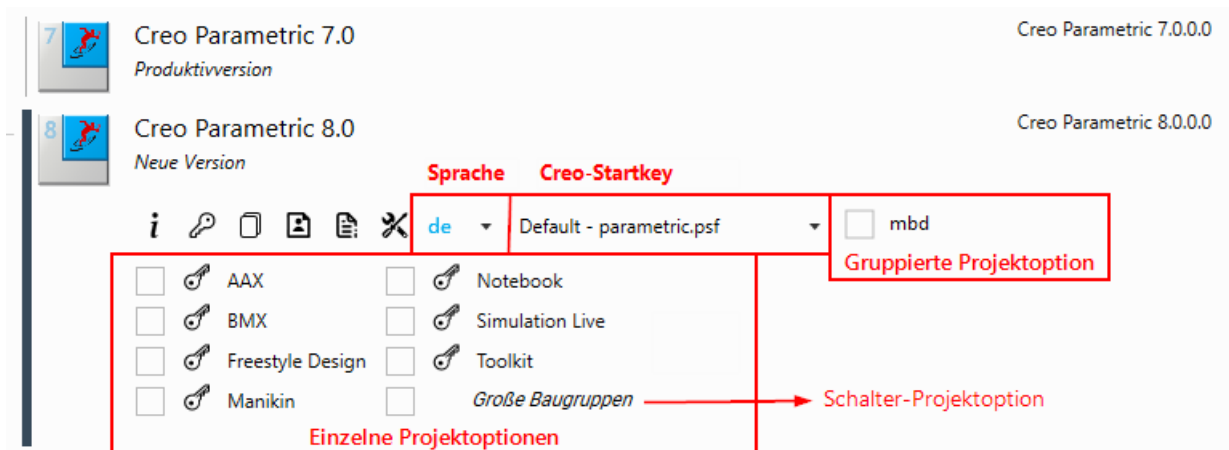 7 Creo Parametric 7.0 Creo Parametric 7.0.0.0
Produktivversion
8 Creo Parametric 8.0 Creo Parametric 8.0.0.0
Neue Version
Sprache Creo-Startkey
i de Default - parametric.psf mbd
Gruppierte Projektoption
AAX Notebook
BMX Simulation Live
Freestyle Design Toolkit
Manikin Große Baugruppen Schalter-Projektoption
Einzelne Projektoptionen